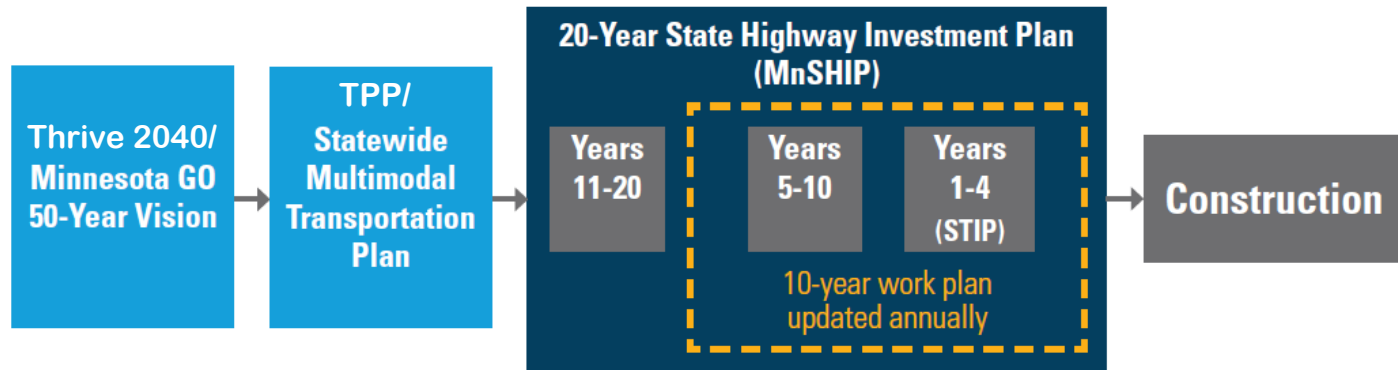 Thrive 2040/
Minnesota GO
50-Year Vision
TPP/
Statewide
Multimodal
Transportation
Plan
20-Year State Highway Investment Plan
(MnSHIP)
Years
11-20
Years
5-10
Years
1-4
(STIP)
10-year work plan
updated annually
Construction